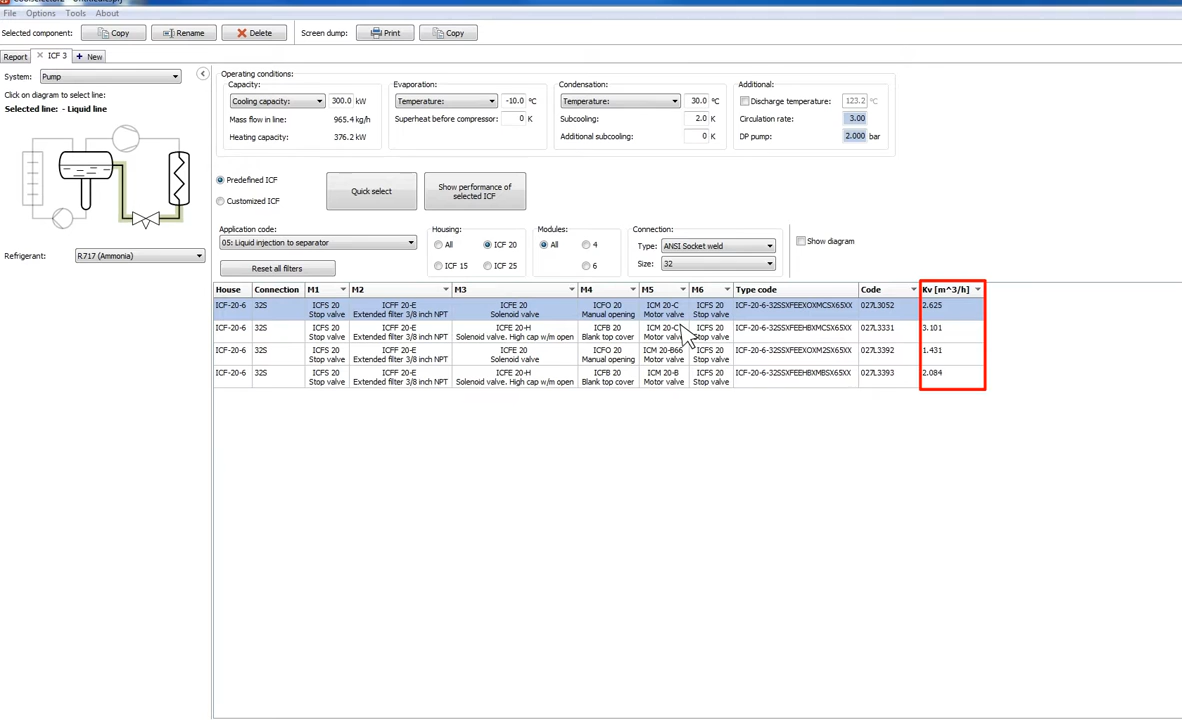 File Options Tools About
Selected component: Copy Rename Delete Screen dump: Print Copy
Report ICF 3 New
System: Pump
Click on diagram to select line:
Selected line: - Liquid line
Refrigerant: R717 (Ammonia)
Operating conditions:
Capacity:
Cooling capacity: 300.0 kW
Mass flow in line: 965.4 kg/h
Heating capacity: 376.2 kW
Evaporation:
Temperature: -10.0 °C
Superheat before compressor: 0 K
Condensation:
Temperature: 30.0 °C
Subcooling: 2.0 K
Additional subcooling: 0 K
Additional:
Discharge temperature: 123.2 °C
Circulation rate: 3.00
DP pump: 2.000 bar
Predefined ICF
Customized ICF
Quick select
Show performance of
selected ICF
Application code:
05: Liquid injection to separator
Reset all filters
Housing:
All ICF 20
ICF 15 ICF 25
Modules:
All 4
6
Connection:
Type: ANSI Socket weld
Size: 32
Show diagram
House Connection M1 M2 M3 M4 M5 M6 Type code Code Kv [m^3/h]
ICF-20-6 32S ICFS 20 ICFF 20-E ICFE 20 ICFO 20 ICM 20-C ICFS 20 ICF-20-6-32SSXFEEXOXMCSX65XX 027L3052 2.625
Stop valve Extended filter 3/8 inch NPT Solenoid valve Manual opening Motor valve Stop valve
ICF-20-6 32S ICFS 20 ICFF 20-E ICFE 20-H ICFB 20 ICM 20-C ICFS 20 ICF-20-6-32SSXFEEHBXMCSX65XX 027L3331 3.101
Stop valve Extended filter 3/8 inch NPT Solenoid valve. High cap w/m open Blank top cover Motor valve Stop valve
ICF-20-6 32S ICFS 20 ICFF 20-E ICFE 20 ICFO 20 ICM 20-B66 ICFS 20 ICF-20-6-32SSXFEEXOXM2SX65XX 027L3392 1.431
Stop valve Extended filter 3/8 inch NPT Solenoid valve Manual opening Motor valve Stop valve
ICF-20-6 32S ICFS 20 ICFF 20-E ICFE 20-H ICFB 20 ICM 20-B ICFS 20 ICF-20-6-32SSXFEEHBXMBSX65XX 027L3393 2.084
Stop valve Extended filter 3/8 inch NPT Solenoid valve. High cap w/m open Blank top cover Motor valve Stop valve